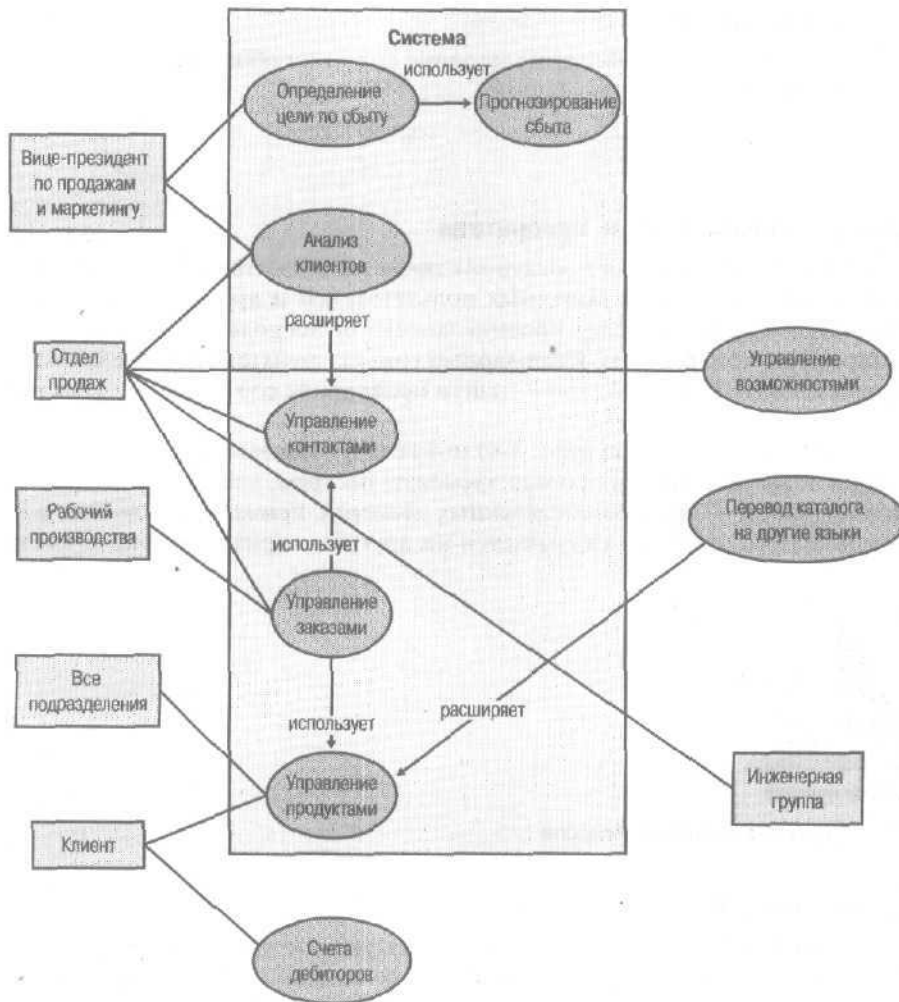 Система
использует
Определение
цели по сбыту
Прогнозирование
сбыта
Вице-президент
по продажам
и маркетингу
Анализ
клиентов
расширяет
Отдел
продаж
Управление
возможностями
Управление
контактами
Перевод каталога
на другие языки
Рабочий
производства
использует
Управление
заказами
Все
подразделения
расширяет
использует
Управление
продуктами
Инженерная
группа
Клиент
Счета
дебиторов